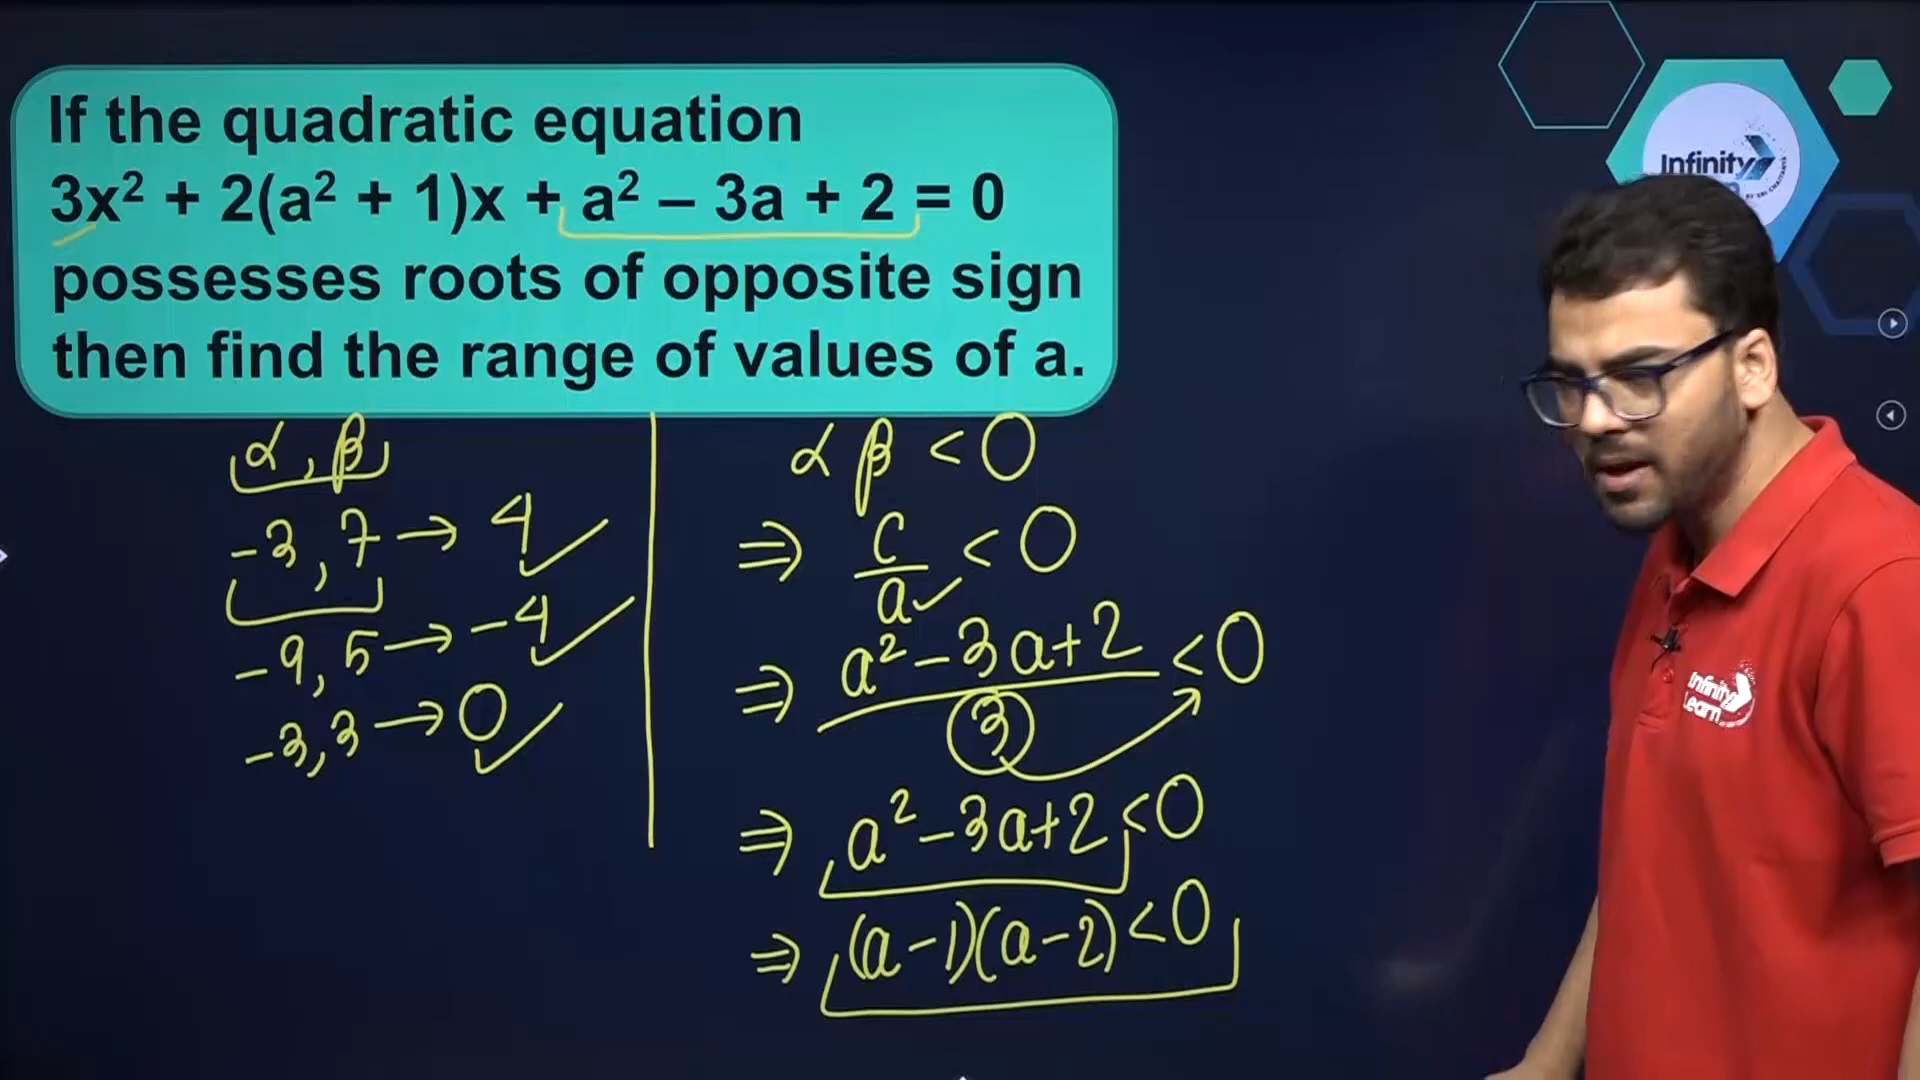 If the quadratic equation
3x² + 2(a² + 1)x + a² – 3a + 2 = 0
possesses roots of opposite sign
then find the range of values of a.
α, β
-3, 7 → 4
-9, 5 → -4
-3, 3 → 0
αβ < 0
⇒ c/a < 0
⇒ (a² - 3a + 2)/3 < 0
⇒ a² - 3a + 2 < 0
⇒ (a-1)(a-2) < 0
Infinity
Infinity
Learn